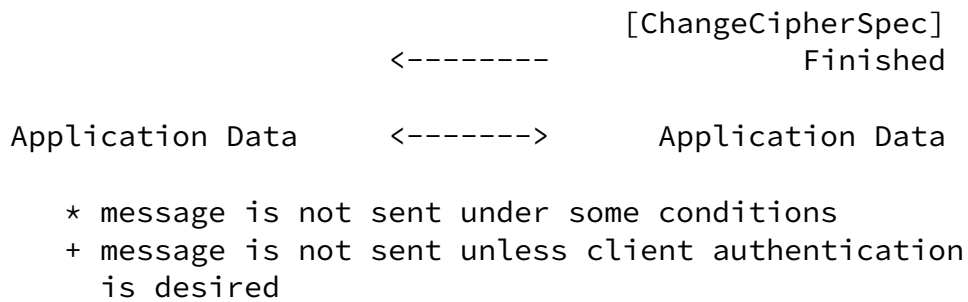 [ChangeCipherSpec]
<-------- Finished
Application Data <-------> Application Data
* message is not sent under some conditions
+ message is not sent unless client authentication
is desired